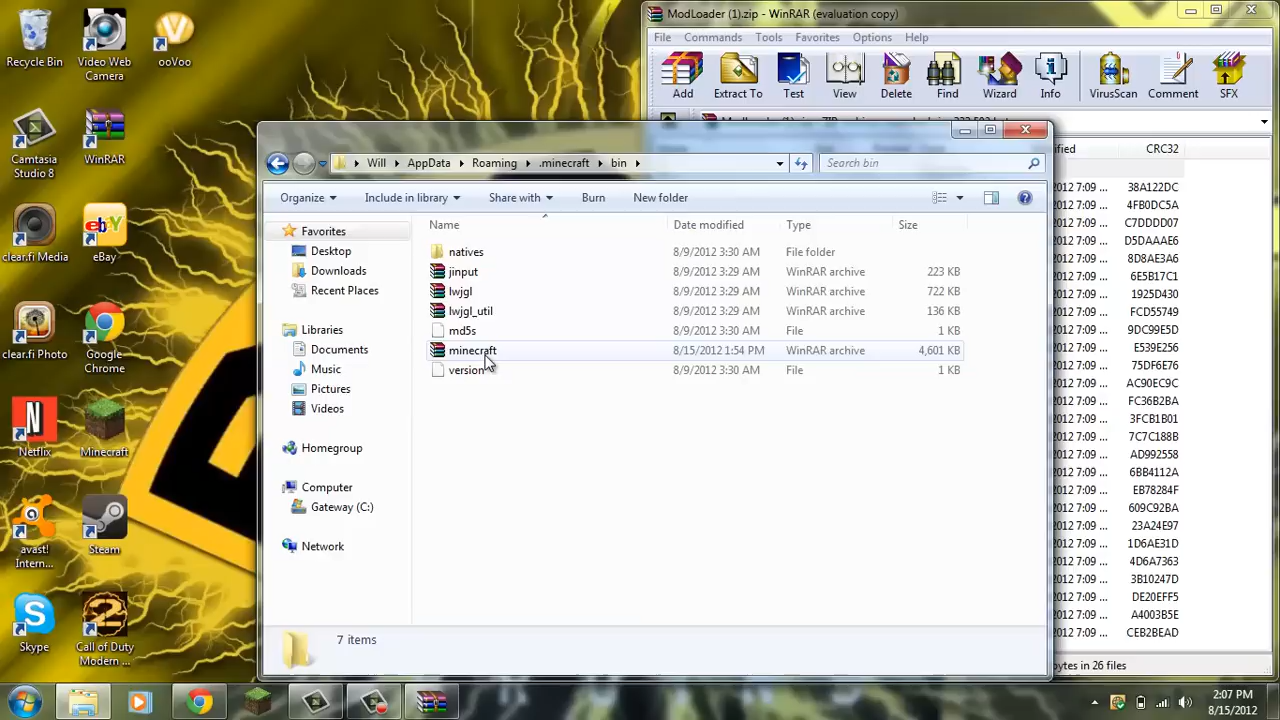 Recycle Bin
Video Web Camera
ooVoo
Camtasia Studio 8
WinRAR
clear.fi Media
eBay
clear.fi Photo
Google Chrome
Netflix
Minecraft
avast! Intern...
Steam
Skype
Call of Duty Modern ...
ModLoader (1).zip - WinRAR (evaluation copy)
File Commands Tools Favorites Options Help
Add Extract To Test View Delete Find Wizard Info VirusScan Comment SFX
Will AppData Roaming .minecraft bin
Search bin
Organize Include in library Share with Burn New folder
Favorites
Desktop
Downloads
Recent Places
Libraries
Documents
Music
Pictures
Videos
Homegroup
Computer
Gateway (C:)
Network
Name Date modified Type Size
natives 8/9/2012 3:30 AM File folder
jinput 8/9/2012 3:29 AM WinRAR archive 223 KB
lwjgl 8/9/2012 3:29 AM WinRAR archive 722 KB
lwjgl_util 8/9/2012 3:29 AM WinRAR archive 136 KB
md5s 8/9/2012 3:30 AM File 1 KB
minecraft 8/15/2012 1:54 PM WinRAR archive 4,601 KB
version 8/9/2012 3:30 AM File 1 KB
7 items
CRC32
2012 7:09 ... 38A122DC
2012 7:09 ... 4FB0DC5A
2012 7:09 ... C7DDDD07
2012 7:09 ... D5DAAAE6
2012 7:09 ... 8D8AE3A6
2012 7:09 ... 6E5B17C1
2012 7:09 ... 1925D430
2012 7:09 ... FCD55749
2012 7:09 ... 9DC99E5D
2012 7:09 ... E539E256
2012 7:09 ... 75DF6E76
2012 7:09 ... AC90EC9C
2012 7:09 ... FC36B2BA
2012 7:09 ... 3FCB1B01
2012 7:09 ... 7C7C188B
2012 7:09 ... AD992558
2012 7:09 ... 6BB4112A
2012 7:09 ... EB78284F
2012 7:09 ... 609C92BA
2012 7:09 ... 23A24E97
2012 7:09 ... 1D6AE31D
2012 7:09 ... 4D6A7363
2012 7:09 ... 3B10247D
2012 7:09 ... DE20EFF5
2012 7:09 ... A4003B5E
2012 7:09 ... CEB2BEAD
bytes in 26 files
2:07 PM
8/15/2012